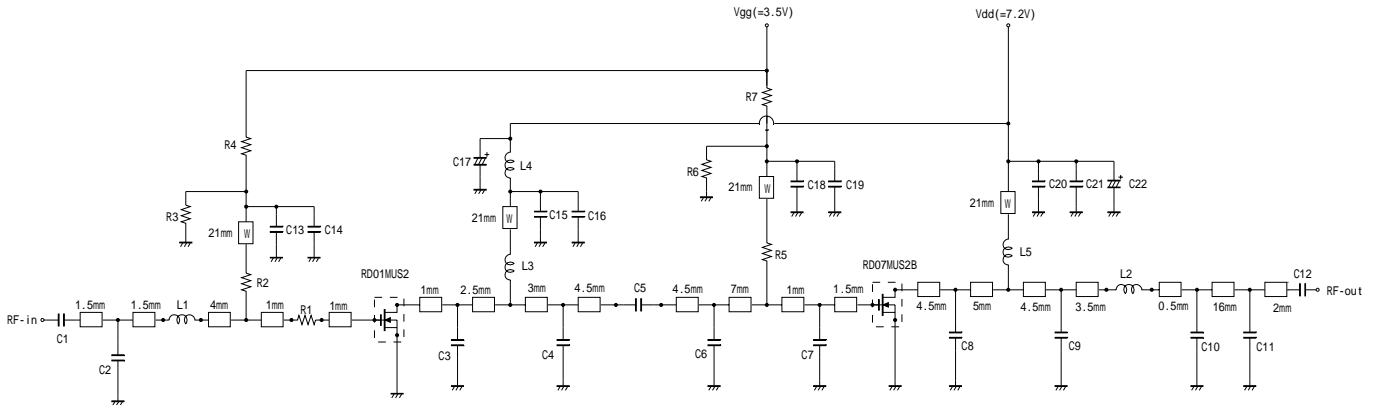 Vgg(=3.5V)
Vdd(=7.2V)
R7
R4
C17
+
L4
R6
C18
C19
C20
C21
+
C22
21mm
W
21mm
W
R3
C13
C14
21mm
W
C15
C16
21mm
W
L3
R5
L5
R2
RD01MUS2
RD07MUS2B
1mm
2.5mm
3mm
4.5mm
C5
4.5mm
7mm
1mm
1.5mm
4.5mm
5mm
4.5mm
3.5mm
L2
0.5mm
16mm
2mm
C12
RF-out
RF-in
C1
1.5mm
1.5mm
L1
4mm
1mm
R1
1mm
C2
C3
C4
C6
C7
C8
C9
C10
C11